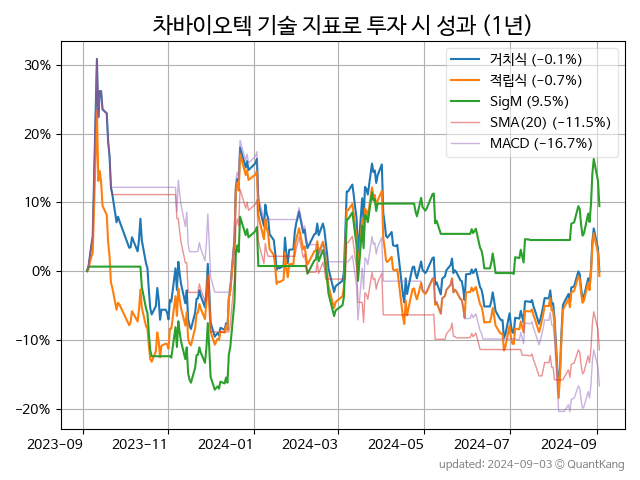 차바이오텍 기술 지표로 투자 시 성과 (1년)
거치식 (−0.1%)
적립식 (−0.7%)
SigM (9.5%)
SMA(20) (−11.5%)
MACD (−16.7%)
30%
20%
10%
0%
−10%
−20%
2023-09 2023-11 2024-01 2024-03 2024-05 2024-07 2024-09
updated: 2024-09-03 © QuantKang